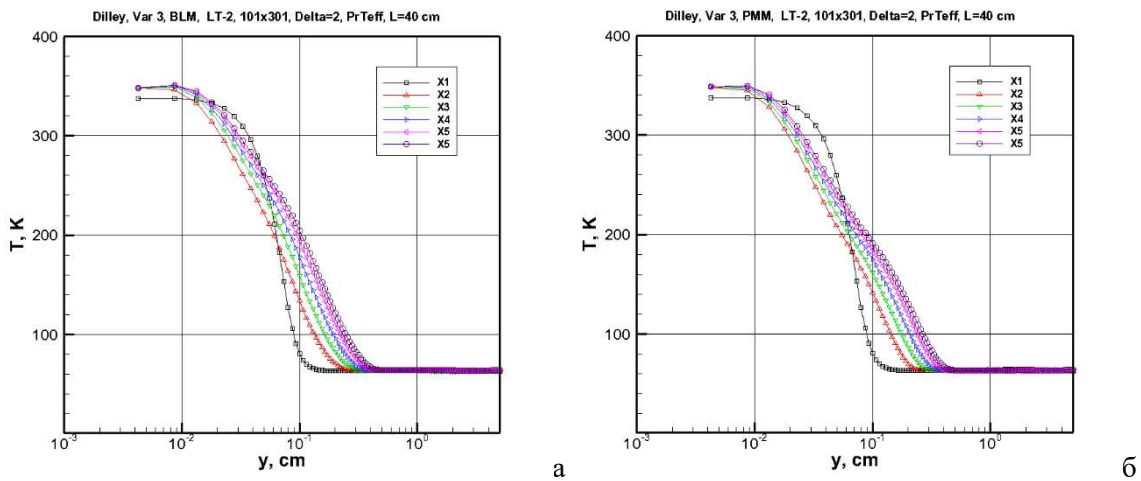 Dilley, Var 3, BLM, LT-2, 101x301, Delta=2, PrTeff, L=40 cm
400
300
200
100
0
T, K
X1
X2
X3
X4
X5
X5
10-3
10-2
10-1
100
y, cm
а
Dilley, Var 3, PMM, LT-2, 101x301, Delta=2, PrTeff, L=40 cm
400
300
200
100
0
T, K
X1
X2
X3
X4
X5
X5
10-3
10-2
10-1
100
y, cm
б